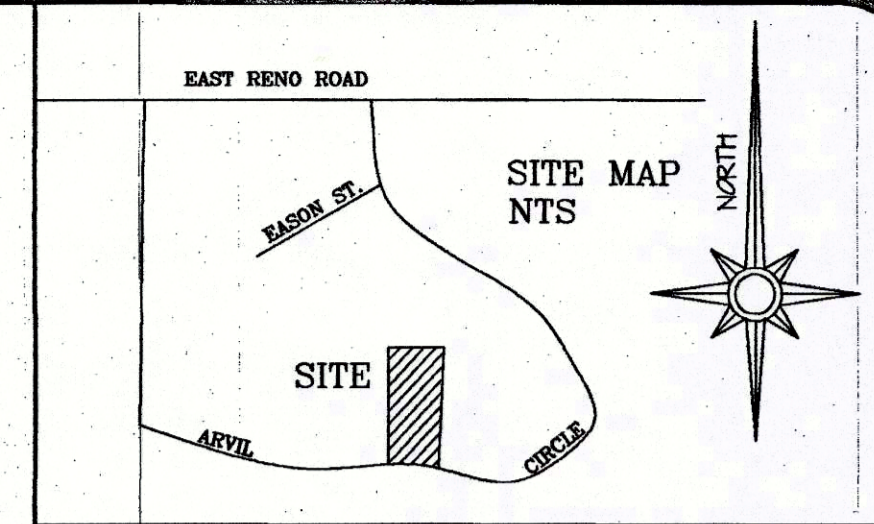 EAST RENO ROAD
NORTH
SITE MAP
NTS
EASON ST.
SITE
ARVIL
CIRCLE